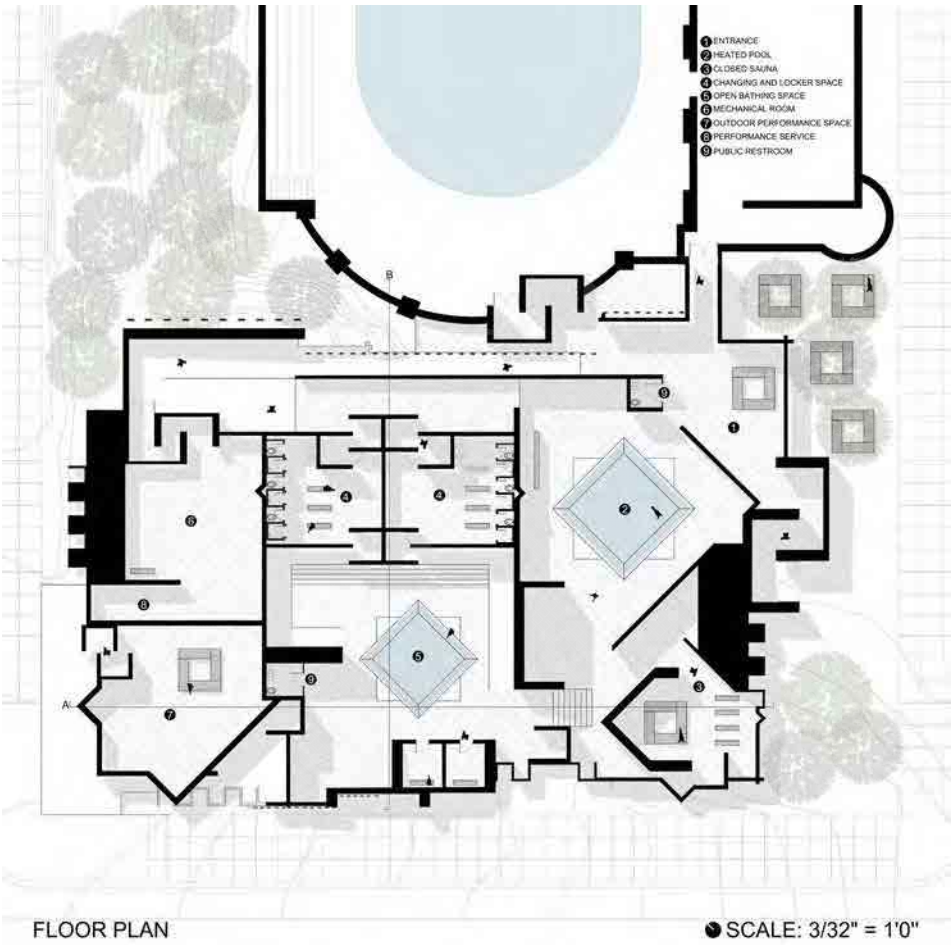 1 ENTRANCE
2 HEATED POOL
3 CLOSED SAUNA
4 CHANGING AND LOCKER SPACE
5 OPEN BATHING SPACE
6 MECHANICAL ROOM
7 OUTDOOR PERFORMANCE SPACE
8 PERFORMANCE SERVICE
9 PUBLIC RESTROOM
B
9
1
4
4
2
6
8
5
9
3
A
7
FLOOR PLAN
SCALE: 3/32" = 1'0"